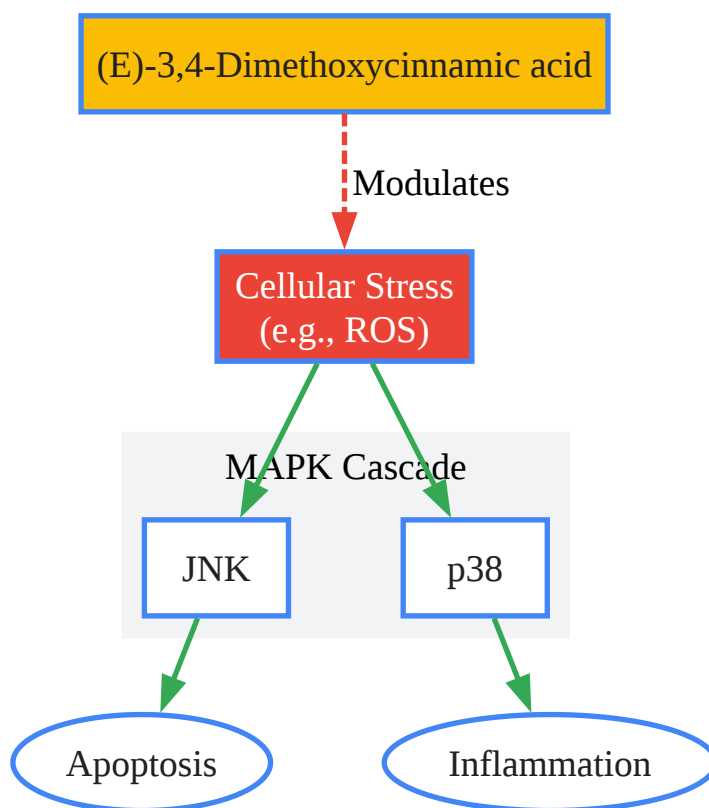 (E)-3,4-Dimethoxycinnamic acid
Modulates
Cellular Stress
(e.g., ROS)
MAPK Cascade
JNK
p38
Apoptosis
Inflammation